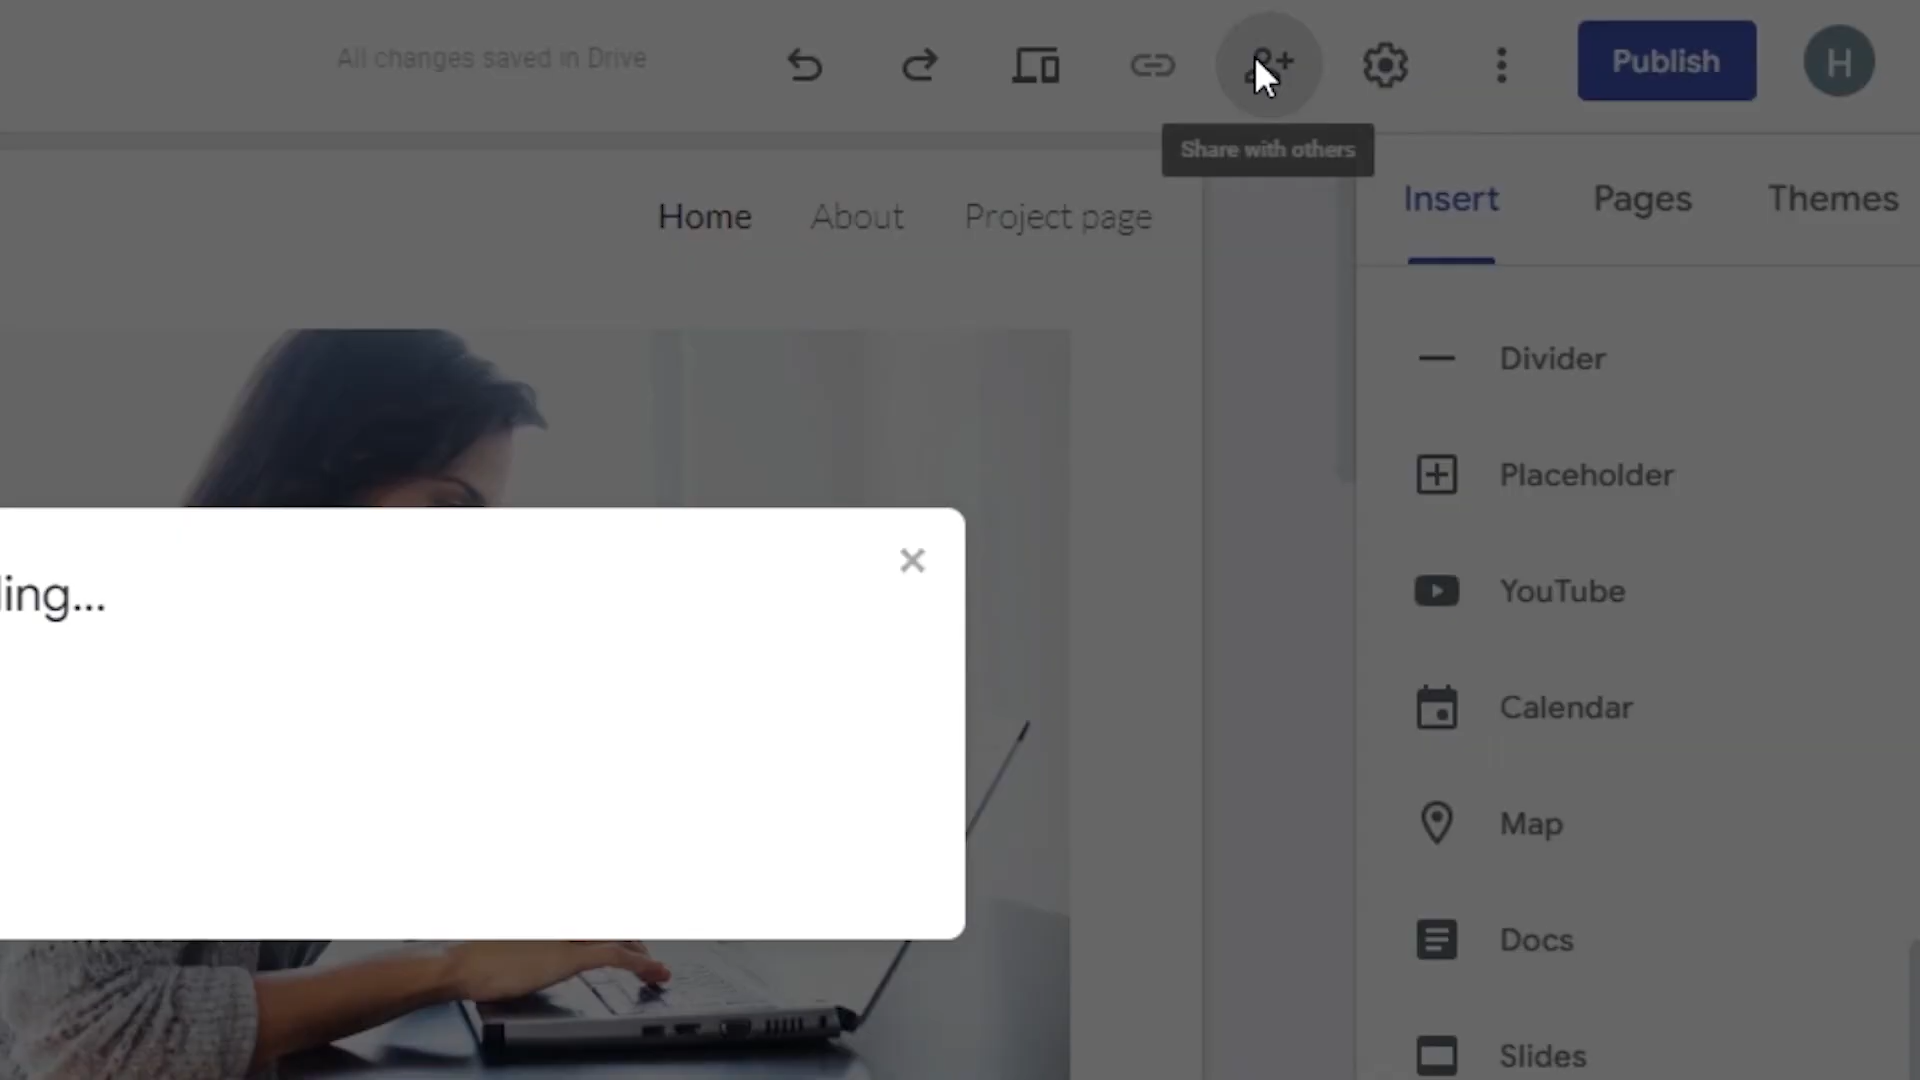 All changes saved in Drive
Publish
H
Share with others
Insert Pages Themes
Home About Project page
Divider
Placeholder
YouTube
ling...
Calendar
Map
Docs
Slides